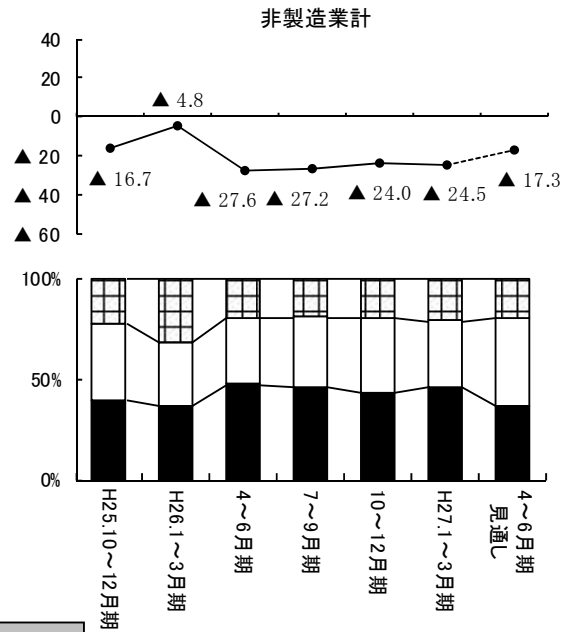 非製造業計
40
20
0
▲ 20
▲ 40
▲ 60
▲ 16.7
▲ 4.8
▲ 27.6
▲ 27.2
▲ 24.0
▲ 24.5
▲ 17.3
100%
50%
0%
H25.10～12月期
H26.1～3月期
4～6月期
7～9月期
10～12月期
H27.1～3月期
4～6月期
見通し